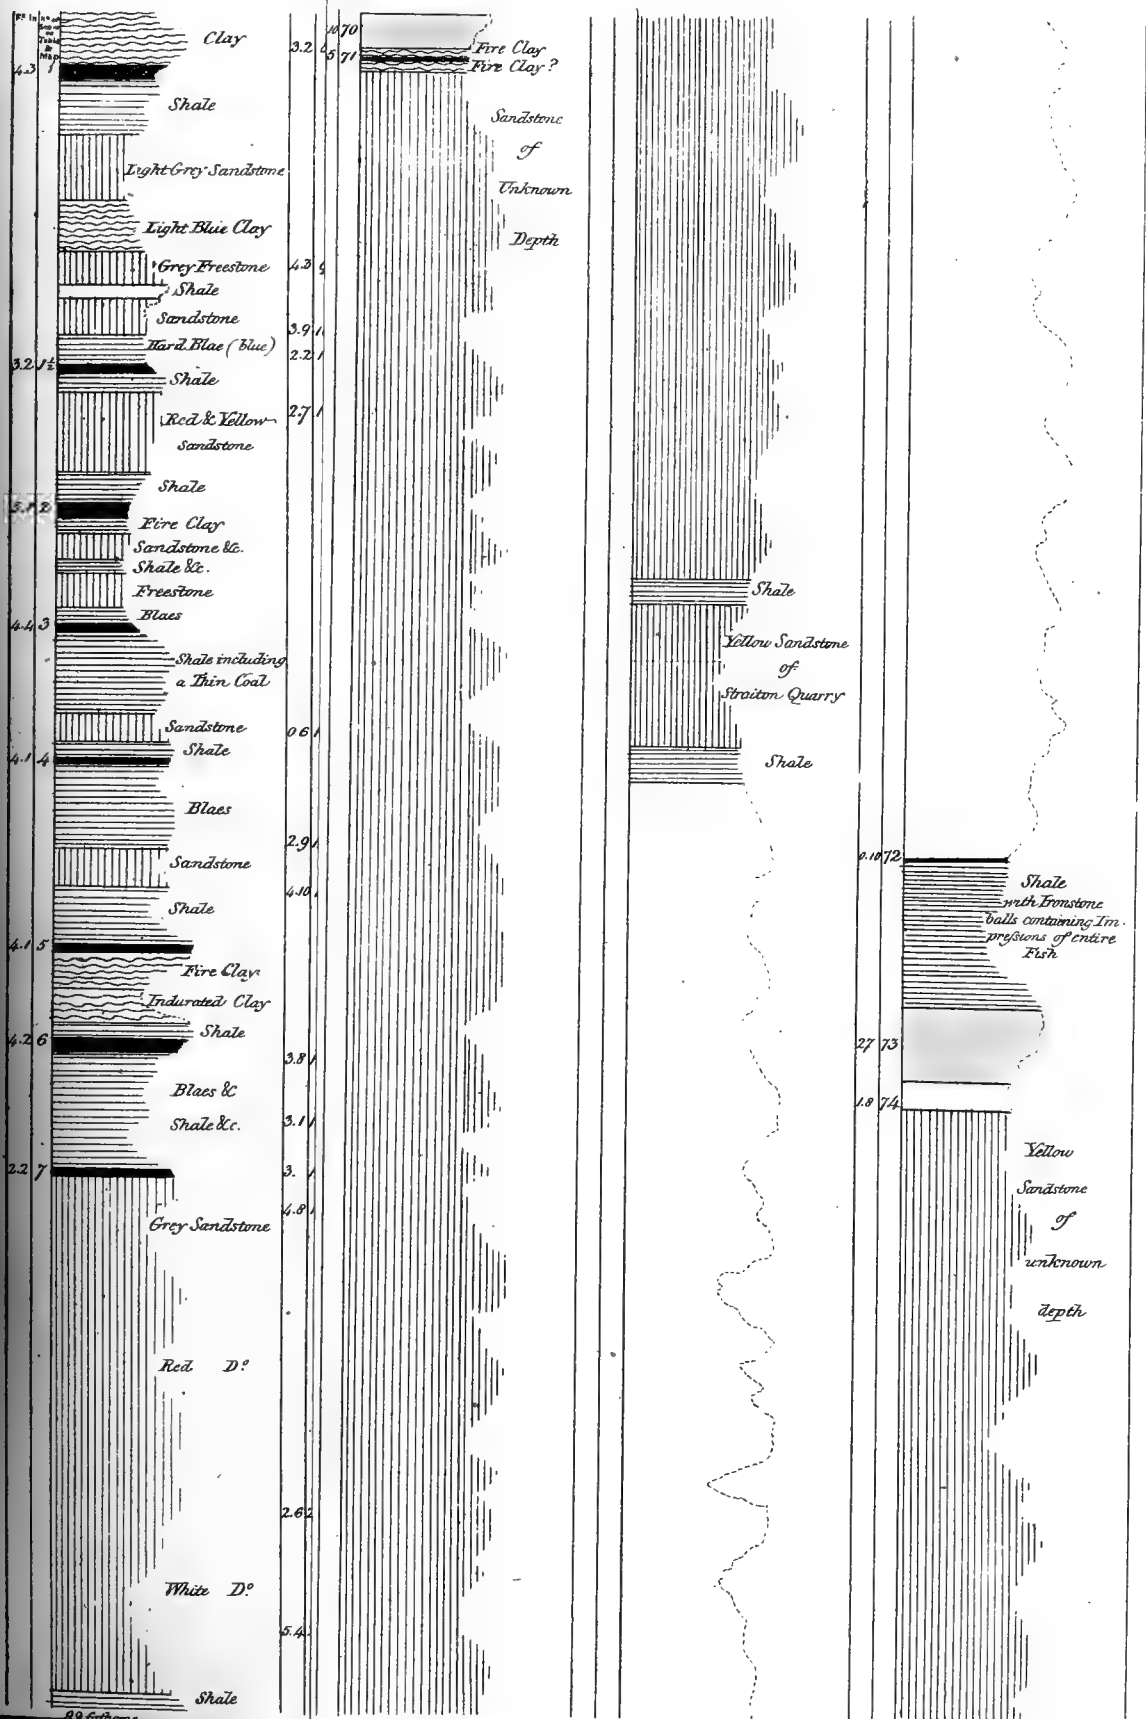 Clay
4.3 1
Shale
Light Grey Sandstone
Light Blue Clay
Grey Freestone
Shale
Sandstone
Hard Blae (blue)
3.2 1½
Shale
Red & Yellow
Sandstone
Shale
Fire Clay
Sandstone &c.
Shale &c.
Freestone
Blaes
4.4 3
Shale including
a Thin Coal
Sandstone
Shale
4.1 4
Blaes
Sandstone
Shale
4.1 5
Fire Clay
Indurated Clay
Shale
4.2 6
Blaes &c
Shale &c.
2.2 7
Grey Sandstone
Red Dº
White Dº
Shale
3.2
4.3
3.9
2.2
2.7
0.6
2.9
4.10
3.8
3.1
3.
4.8
2.6
5.4
70
Fire Clay
71
Fire Clay?
Sandstone
of
Unknown
Depth
Shale
Yellow Sandstone
of
Straiton Quarry
Shale
0.10 72
Shale
with Ironstone
balls containing Im-
preſsions of entire
Fish
27 73
1.8 74
Yellow
Sandstone
of
unknown
depth